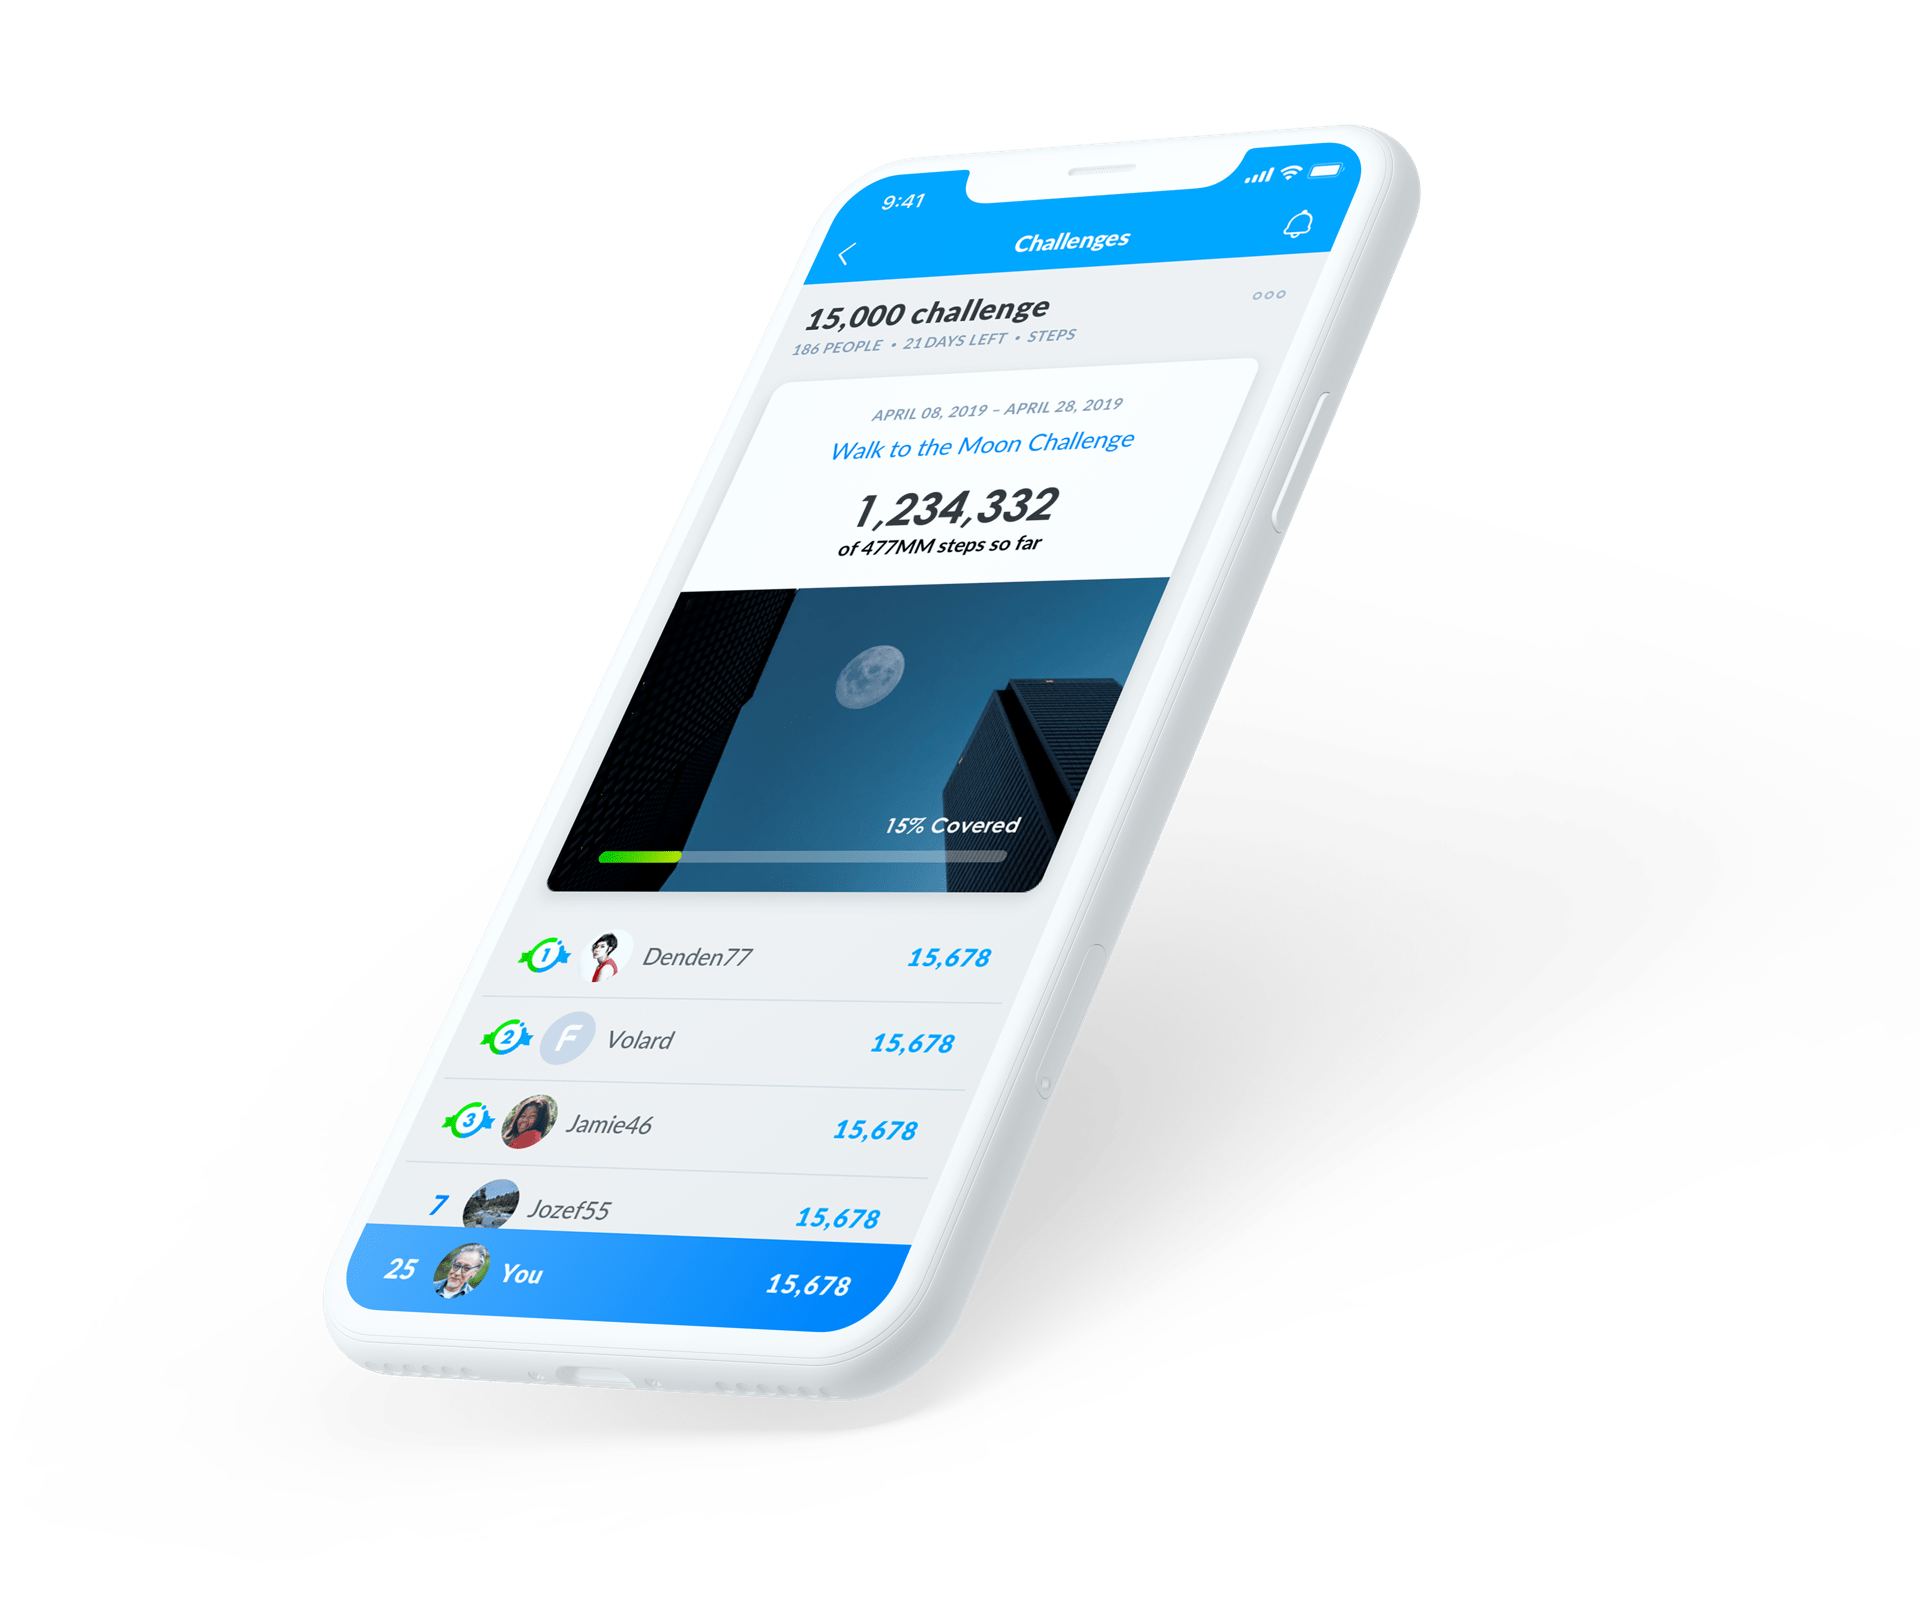 9:41
Challenges
15,000 challenge
186 PEOPLE • 21 DAYS LEFT • STEPS
APRIL 08, 2019 – APRIL 28, 2019
Walk to the Moon Challenge
1,234,332
of 477MM steps so far
15% Covered
1 Denden77 15,678
2 F Volard 15,678
3 Jamie46 15,678
7 Jozef55 15,678
25 You 15,678